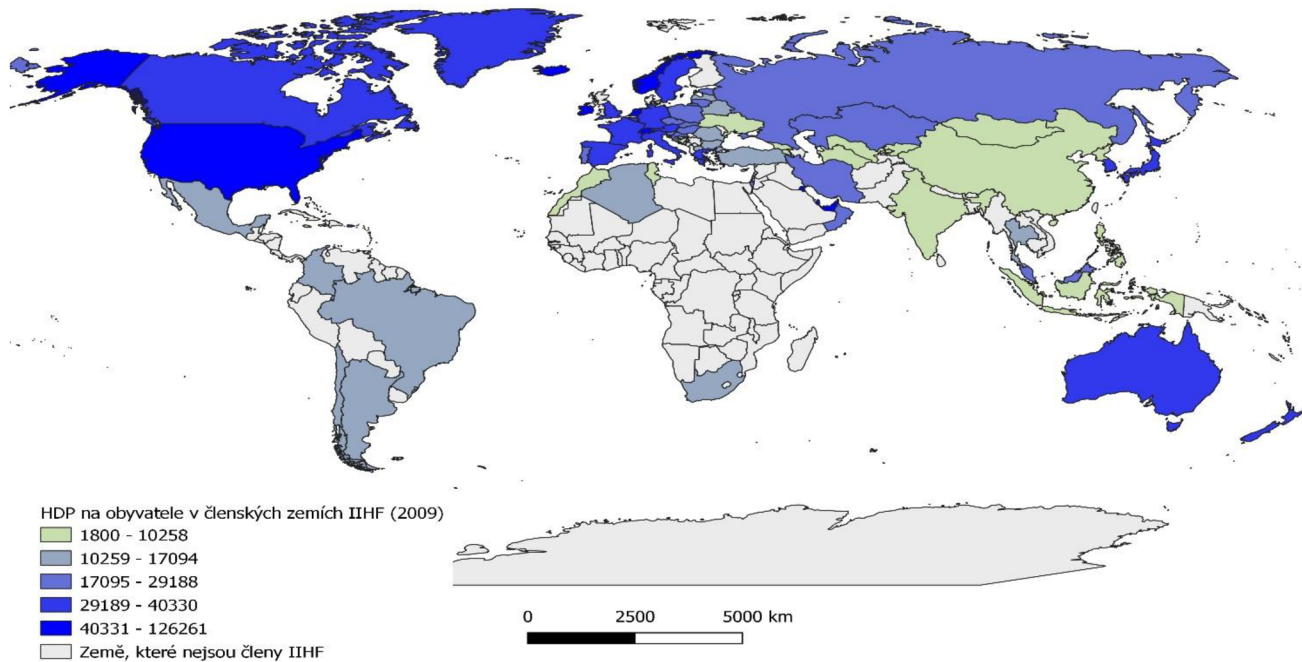 HDP na obyvatele v členských zemích IIHF (2009)
1800 - 10258
10259 - 17094
17095 - 29188
29189 - 40330
40331 - 126261
Země, které nejsou členy IIHF
0 2500 5000 km